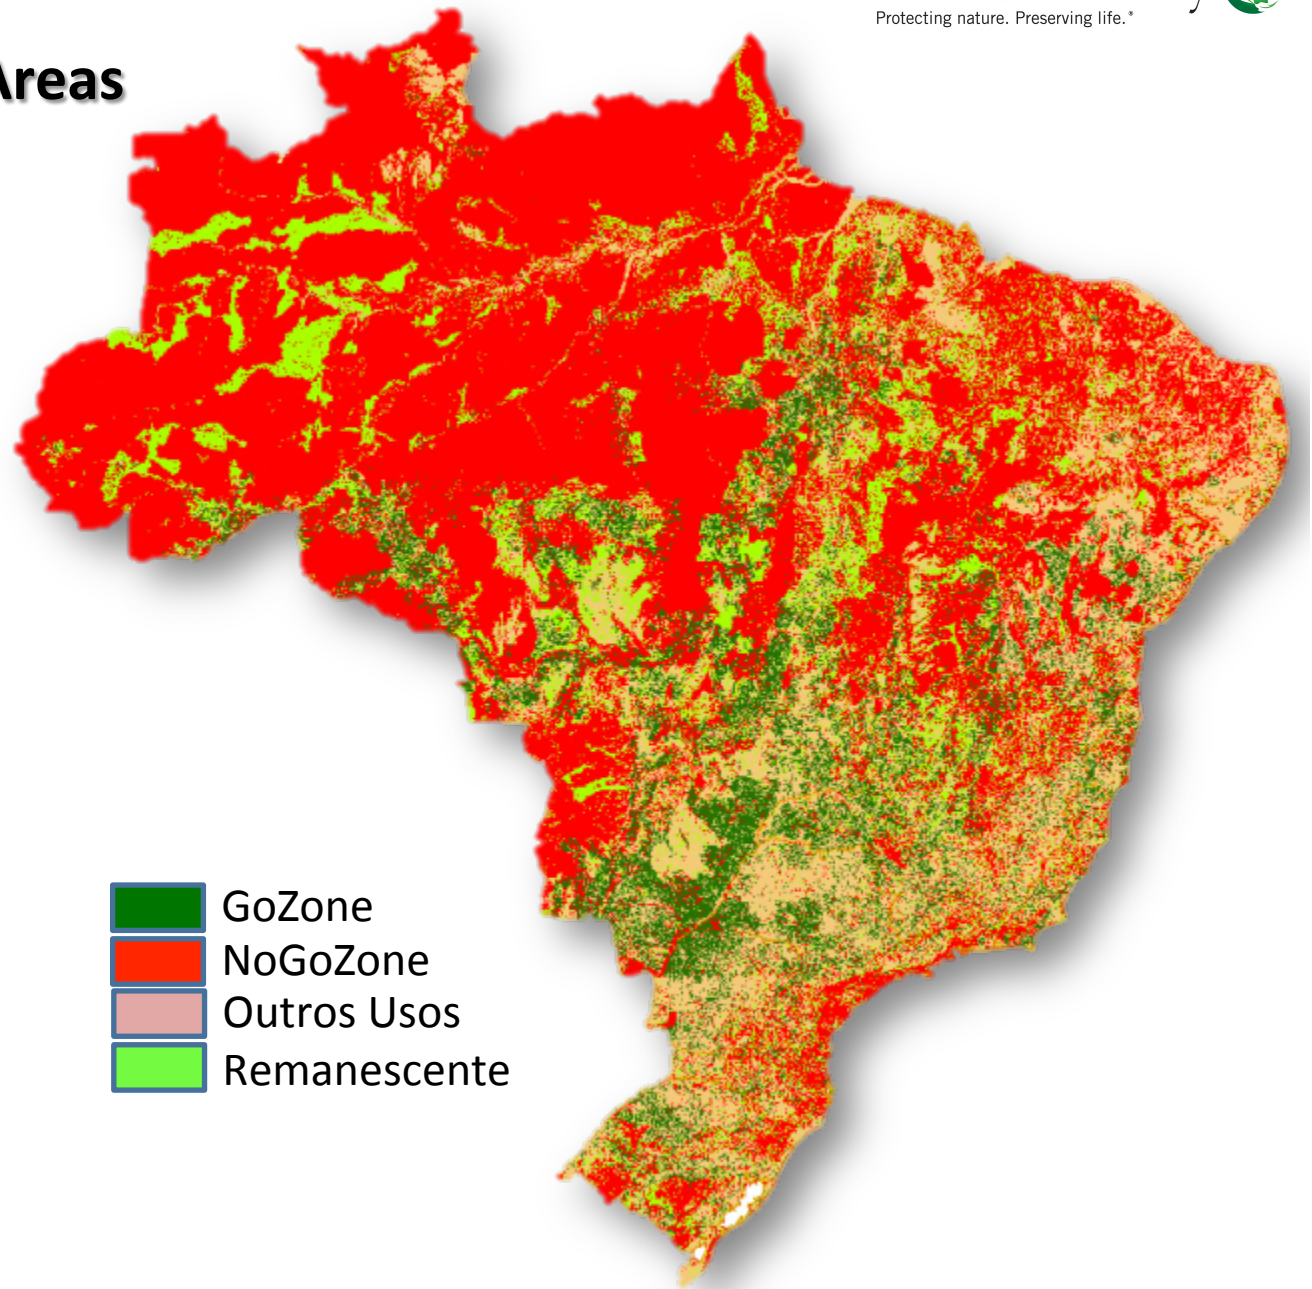 Protecting nature. Preserving life.®
Areas
GoZone
NoGoZone
Outros Usos
Remanescente